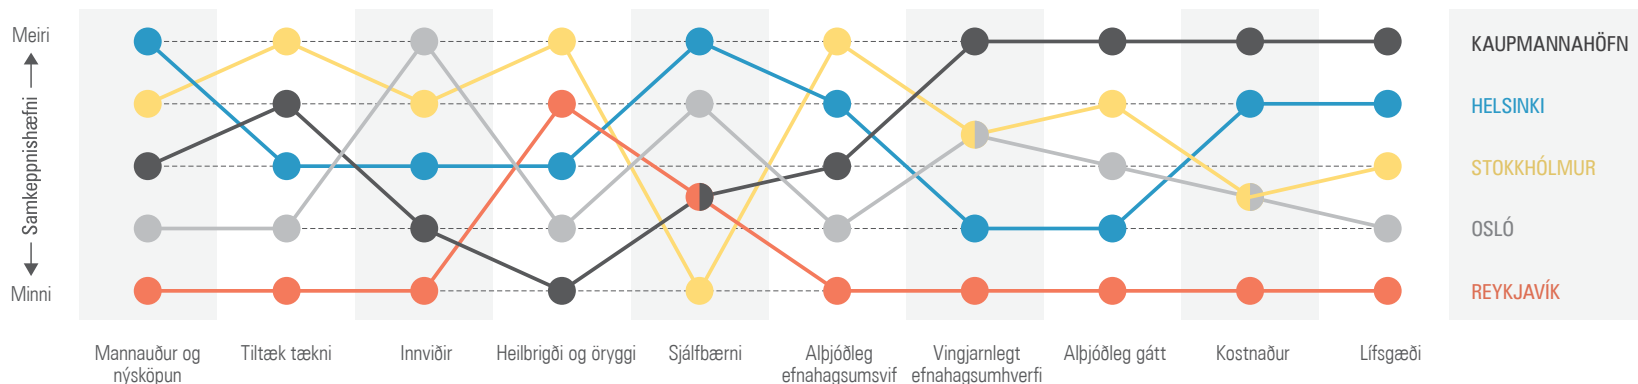 Meiri
Samkeppnishæfni
Minni
Mannauður og
nýsköpun
Tiltæk tækni
Innviðir
Heilbrigði og öryggi
Sjálfbærni
Alþjóðleg
efnahagsumsvif
Vingjarnlegt
efnahagsumhverfi
Alþjóðleg gátt
Kostnaður
Lífsgæði
KAUPMANNAHÖFN
HELSINKI
STOKKHÓLMUR
OSLÓ
REYKJAVÍK